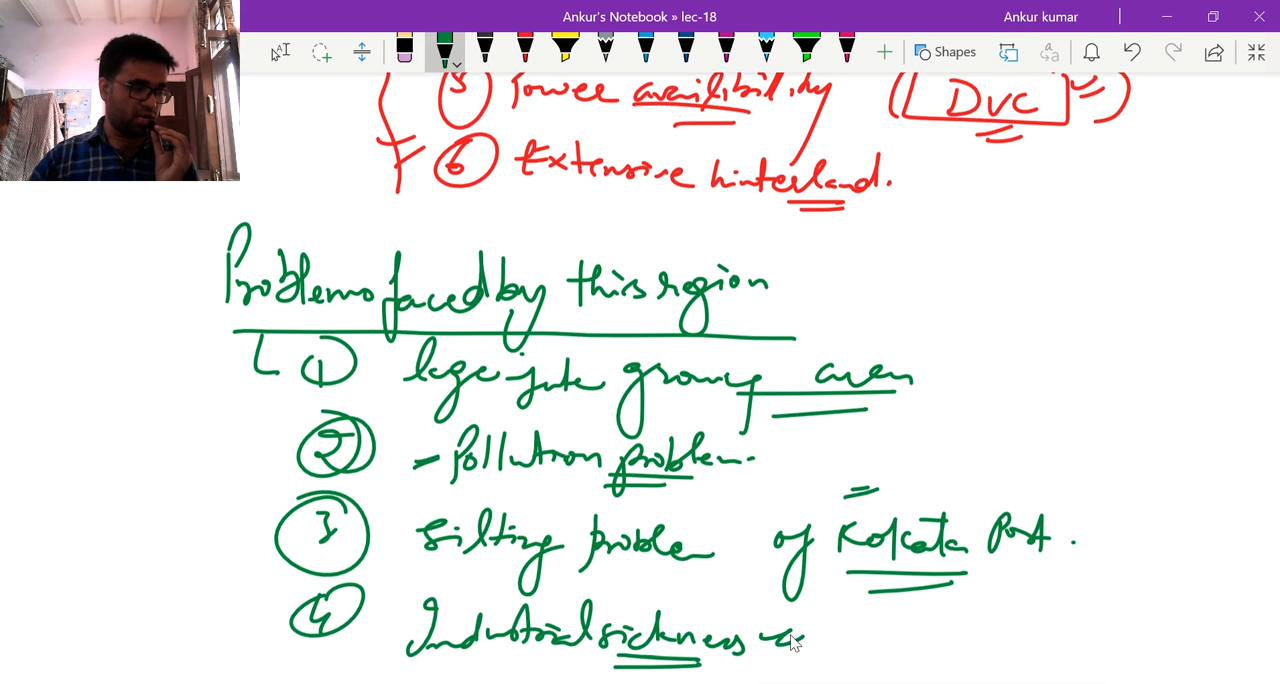 Ankur's Notebook » lec-18
Ankur kumar
Shapes
5 Power availibility (DVC)
6 Extensive hinterland.
Problems faced by this region
1 large jute growing area
2 - Pollution problem.
3 Silting problem of Kolkata Port.
4 Industrial sickness